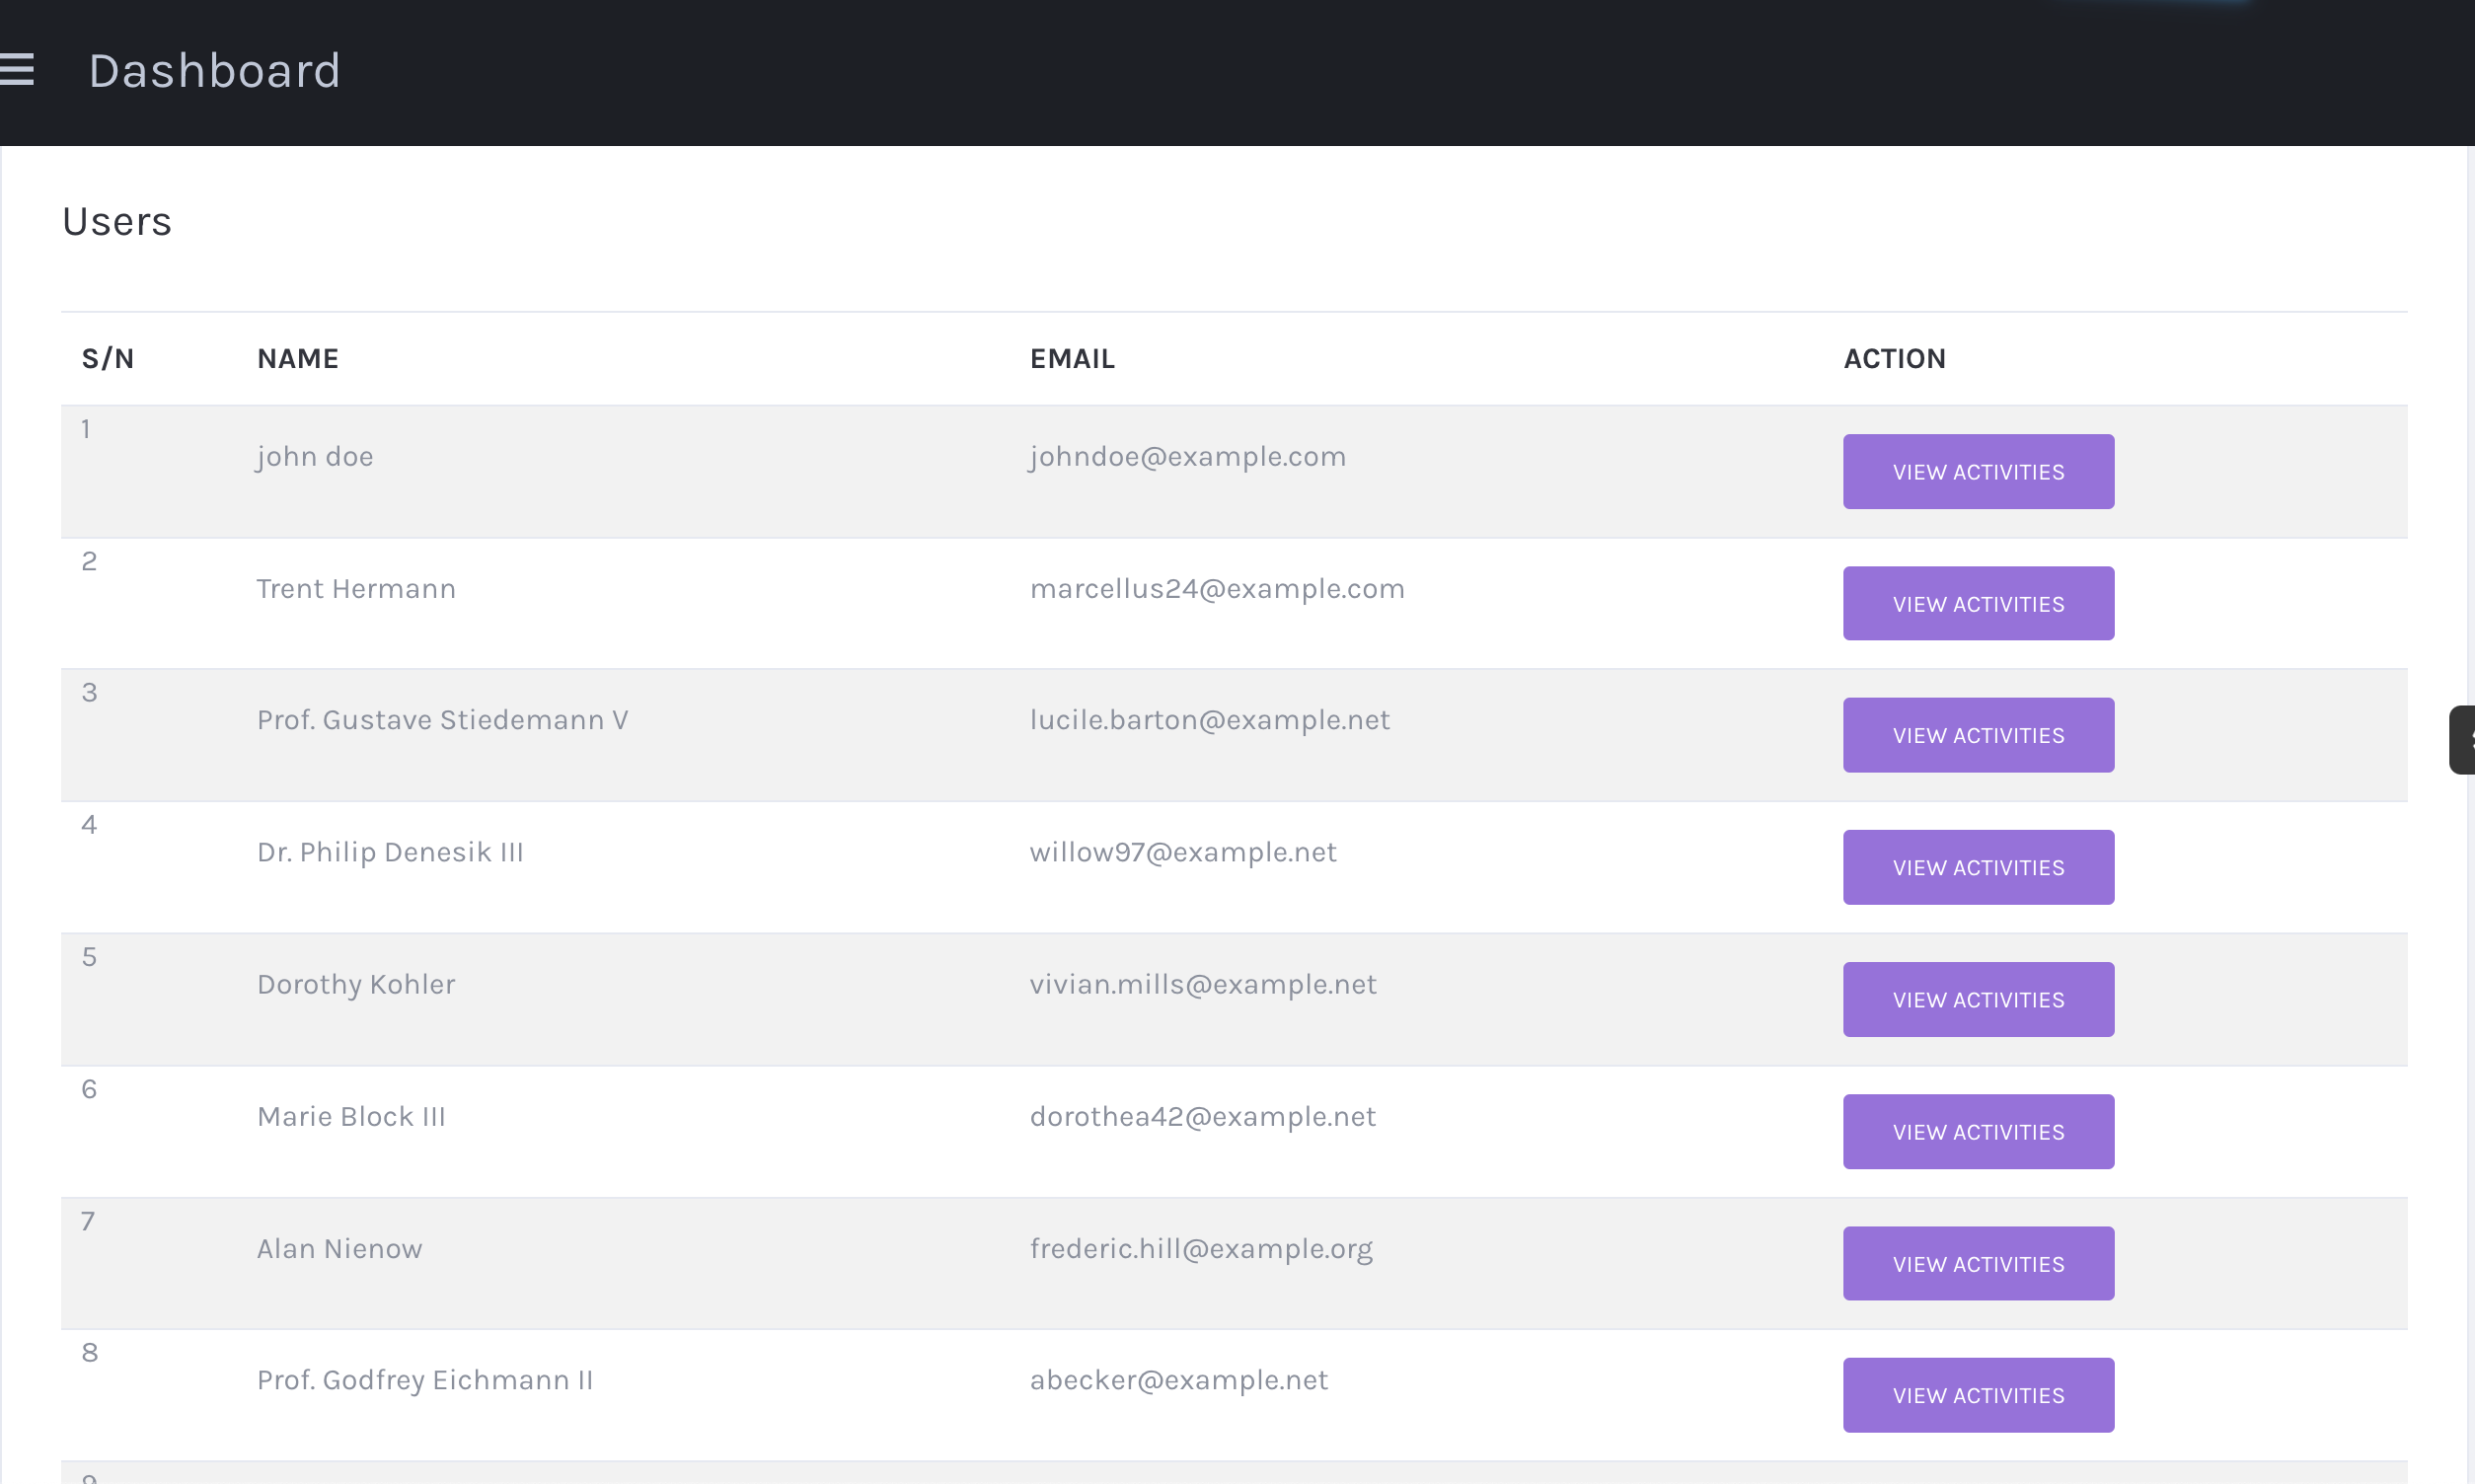 Dashboard
Users
S/N NAME EMAIL ACTION
1 john doe johndoe@example.com VIEW ACTIVITIES
2 Trent Hermann marcellus24@example.com VIEW ACTIVITIES
3 Prof. Gustave Stiedemann V lucile.barton@example.net VIEW ACTIVITIES
4 Dr. Philip Denesik III willow97@example.net VIEW ACTIVITIES
5 Dorothy Kohler vivian.mills@example.net VIEW ACTIVITIES
6 Marie Block III dorothea42@example.net VIEW ACTIVITIES
7 Alan Nienow frederic.hill@example.org VIEW ACTIVITIES
8 Prof. Godfrey Eichmann II abecker@example.net VIEW ACTIVITIES